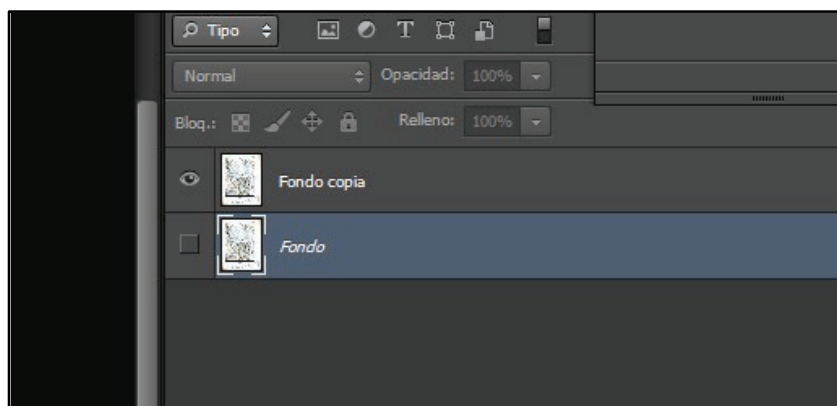 Tipo T
Normal Opacidad: 100%
Bloq.: Relleno: 100%
Fondo copia
Fondo